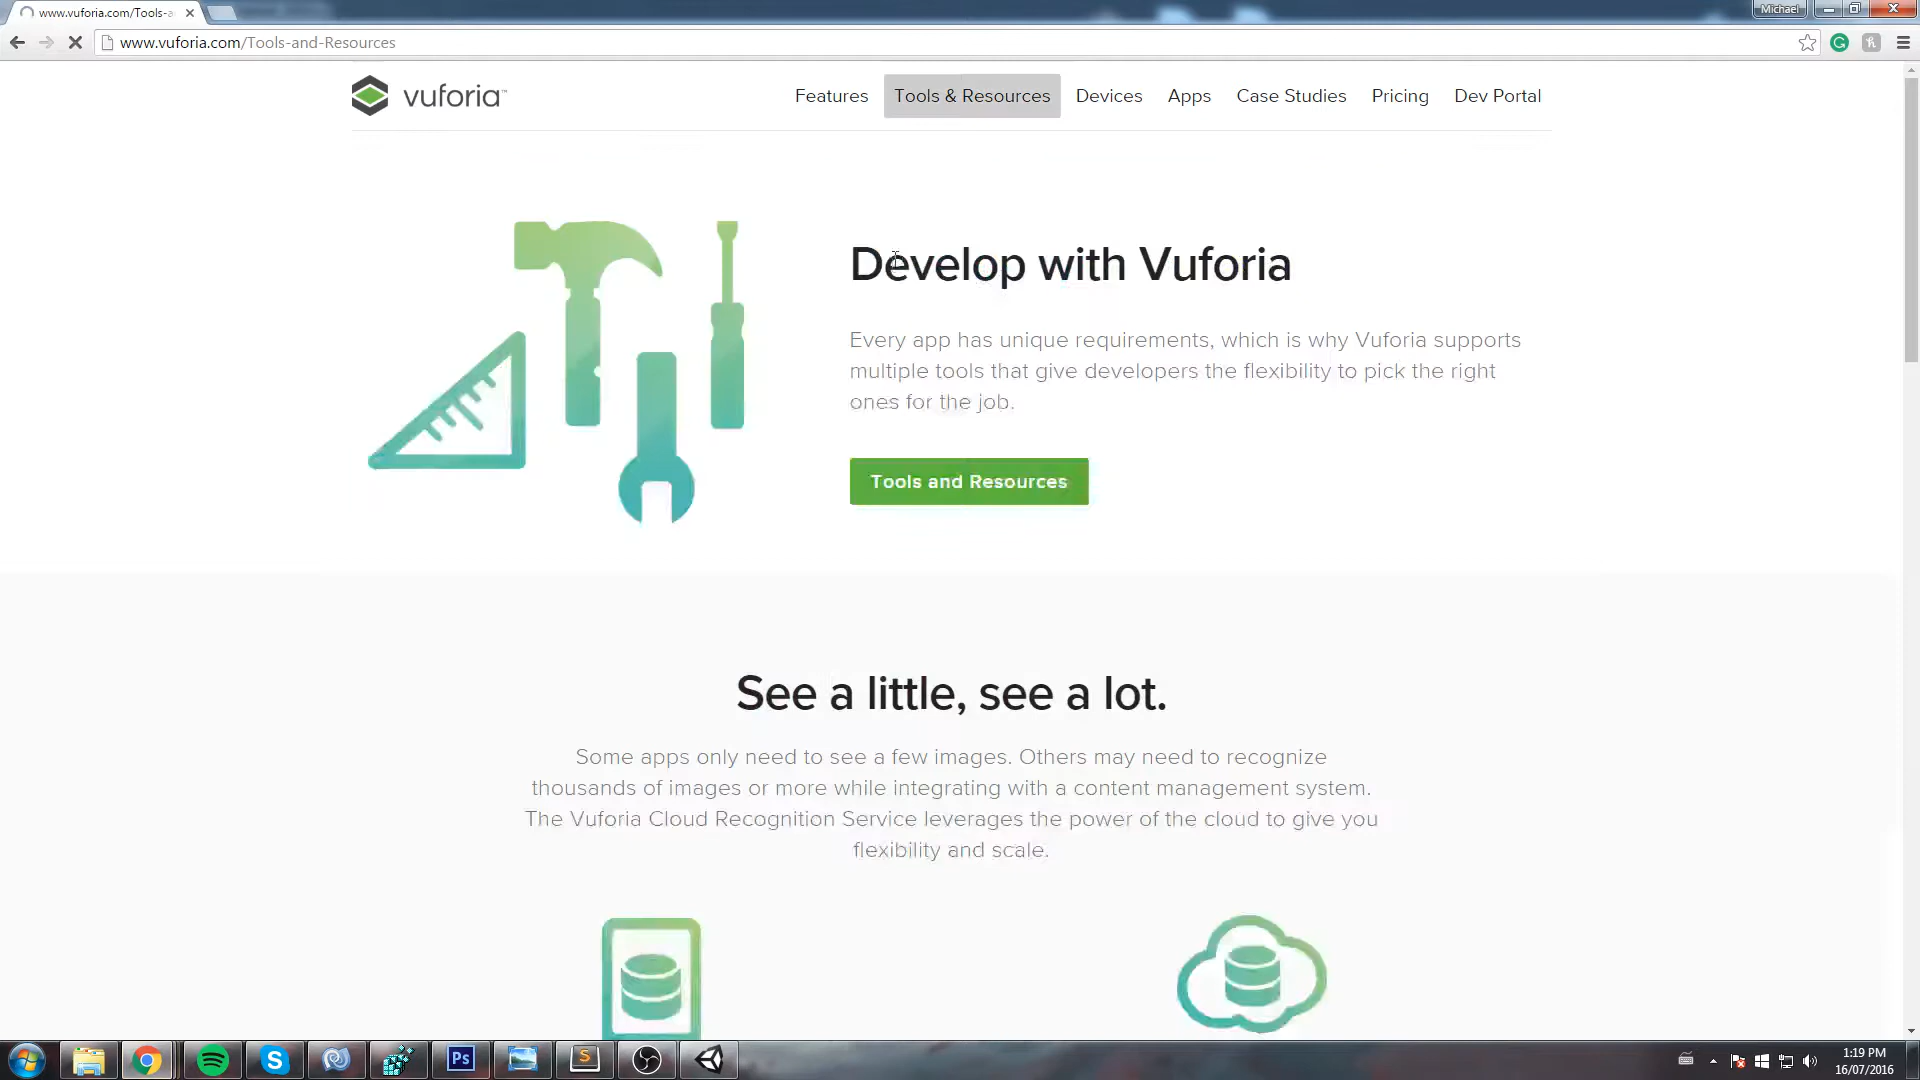 www.vuforia.com/Tools-a
Michael
www.vuforia.com/Tools-and-Resources
vuforia™
Features
Tools & Resources
Devices
Apps
Case Studies
Pricing
Dev Portal
Develop with Vuforia
Every app has unique requirements, which is why Vuforia supports
multiple tools that give developers the flexibility to pick the right
ones for the job.
Tools and Resources
See a little, see a lot.
Some apps only need to see a few images. Others may need to recognize
thousands of images or more while integrating with a content management system.
The Vuforia Cloud Recognition Service leverages the power of the cloud to give you
flexibility and scale.
Ps
1:19 PM
16/07/2016